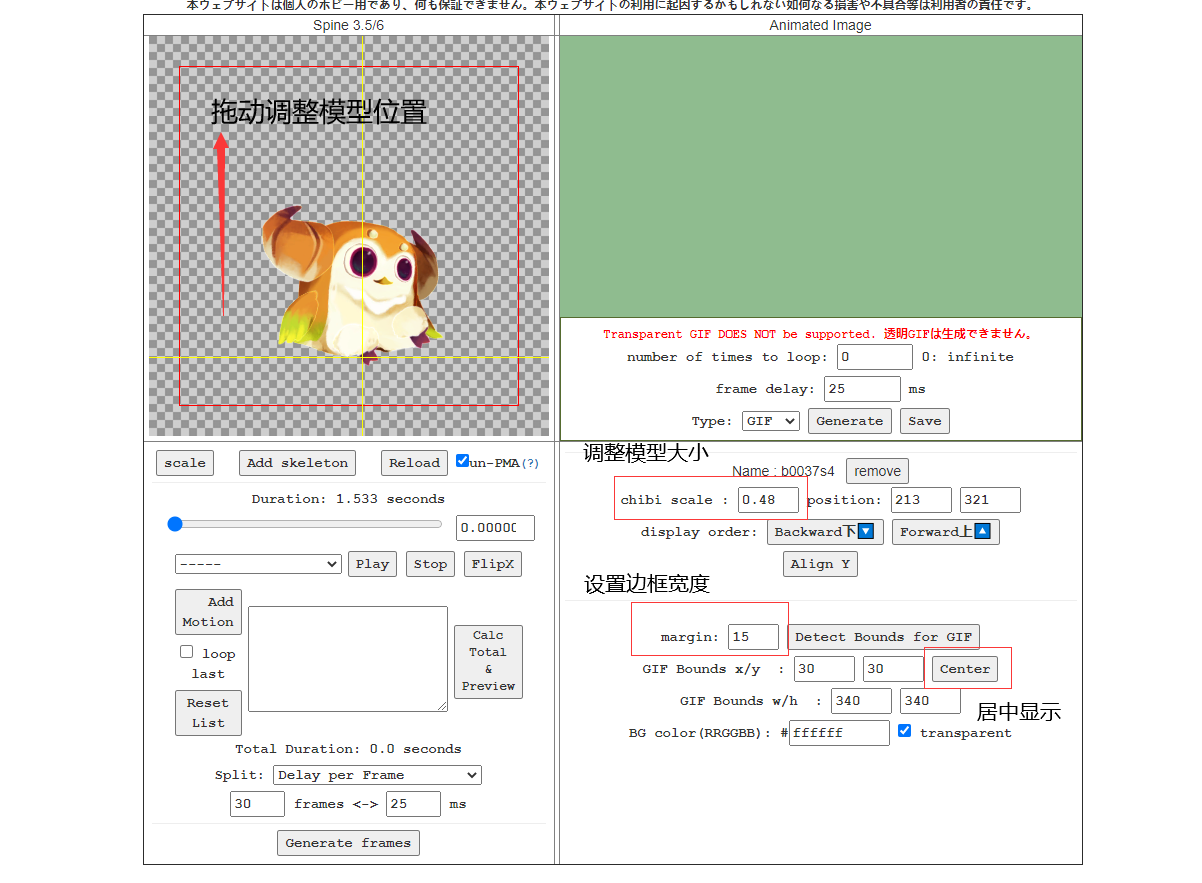 本ウェブサイトは個人のホビー用であり、何も保証できません。本ウェブサイトの利用に起因するかもしれない如何なる損害や不具合等は利用者の責任です。
Spine 3.5/6
Animated Image
拖动调整模型位置
Transparent GIF DOES NOT be supported. 透明GIFは生成できません。
number of times to loop: 0 0: infinite
frame delay: 25 ms
Type: GIF Generate Save
scale Add skeleton Reload un-PMA(?)
Duration: 1.533 seconds
0.00000
----- Play Stop FlipX
Add
Motion
loop
last
Reset
List
Calc
Total
&
Preview
Total Duration: 0.0 seconds
Split: Delay per Frame
30 frames <-> 25 ms
Generate frames
调整模型大小
Name : b0037s4 remove
chibi scale : 0.48 position: 213 321
display order: Backward下▼ Forward上▲
Align Y
设置边框宽度
margin: 15 Detect Bounds for GIF
GIF Bounds x/y : 30 30 Center
GIF Bounds w/h : 340 340
居中显示
BG color(RRGGBB): #ffffff transparent